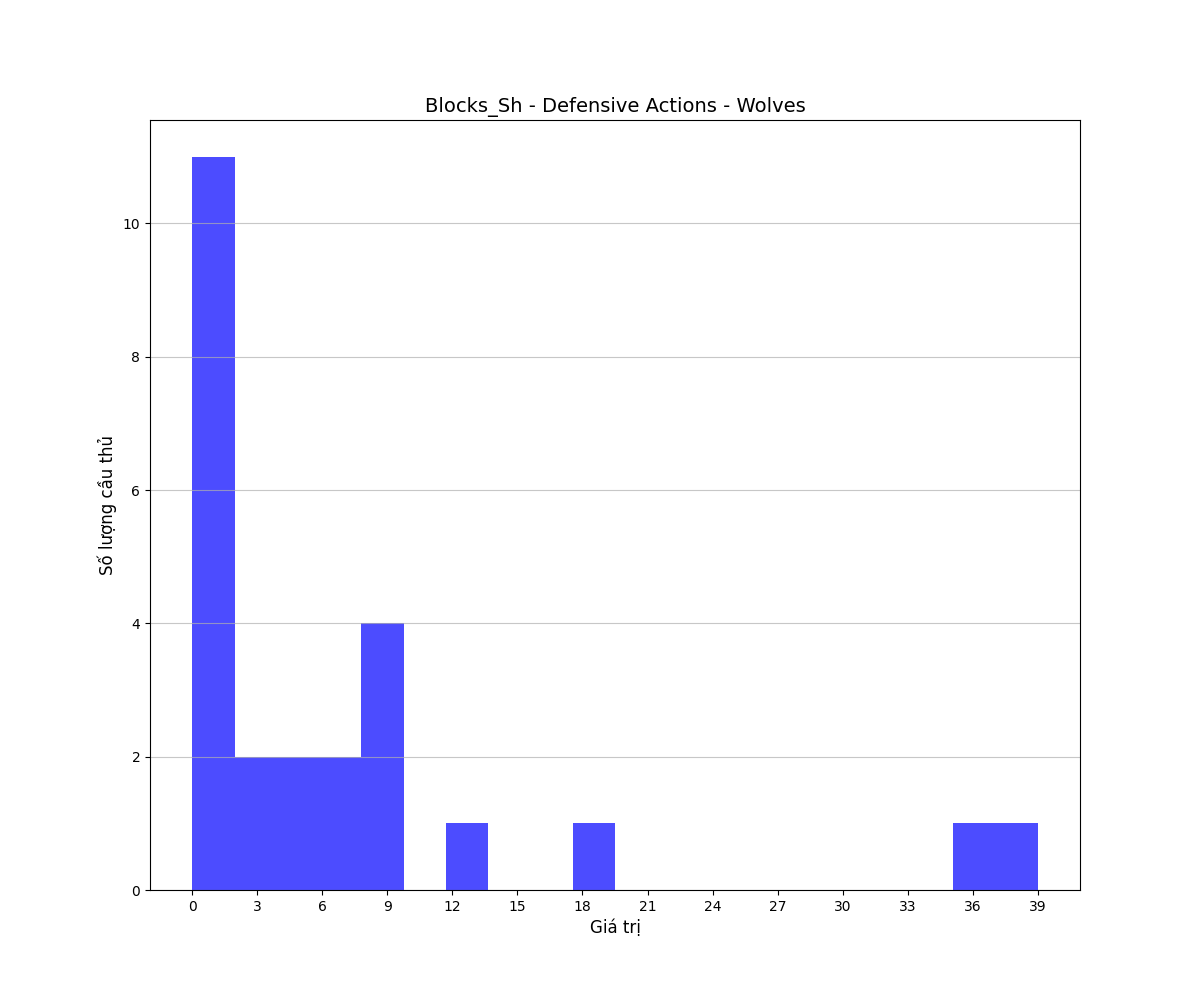 Blocks_Sh - Defensive Actions - Wolves
10
8
6
4
2
0
Số lượng cầu thủ
0 3 6 9 12 15 18 21 24 27 30 33 36 39
Giá trị